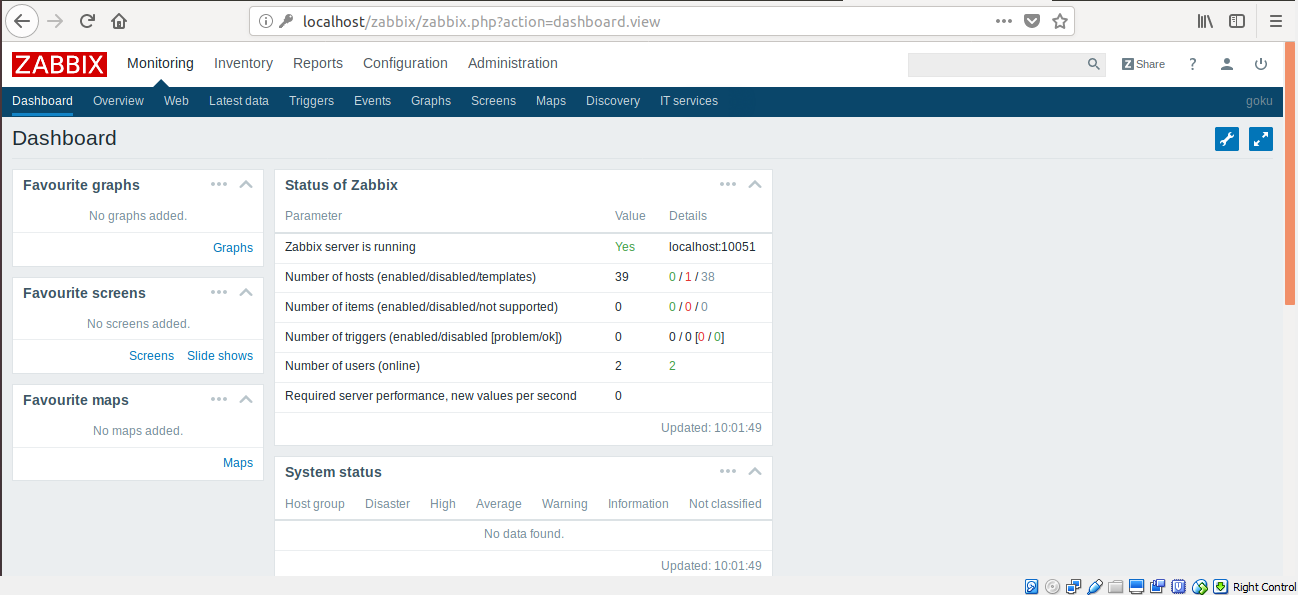 localhost/zabbix/zabbix.php?action=dashboard.view
ZABBIX Monitoring Inventory Reports Configuration Administration Z Share ?
Dashboard Overview Web Latest data Triggers Events Graphs Screens Maps Discovery IT services goku
Dashboard
Favourite graphs
No graphs added.
Graphs
Favourite screens
No screens added.
Screens Slide shows
Favourite maps
No maps added.
Maps
Status of Zabbix
Parameter Value Details
Zabbix server is running Yes localhost:10051
Number of hosts (enabled/disabled/templates) 39 0 / 1 / 38
Number of items (enabled/disabled/not supported) 0 0 / 0 / 0
Number of triggers (enabled/disabled [problem/ok]) 0 0 / 0 [0 / 0]
Number of users (online) 2 2
Required server performance, new values per second 0
Updated: 10:01:49
System status
Host group Disaster High Average Warning Information Not classified
No data found.
Updated: 10:01:49
Right Control